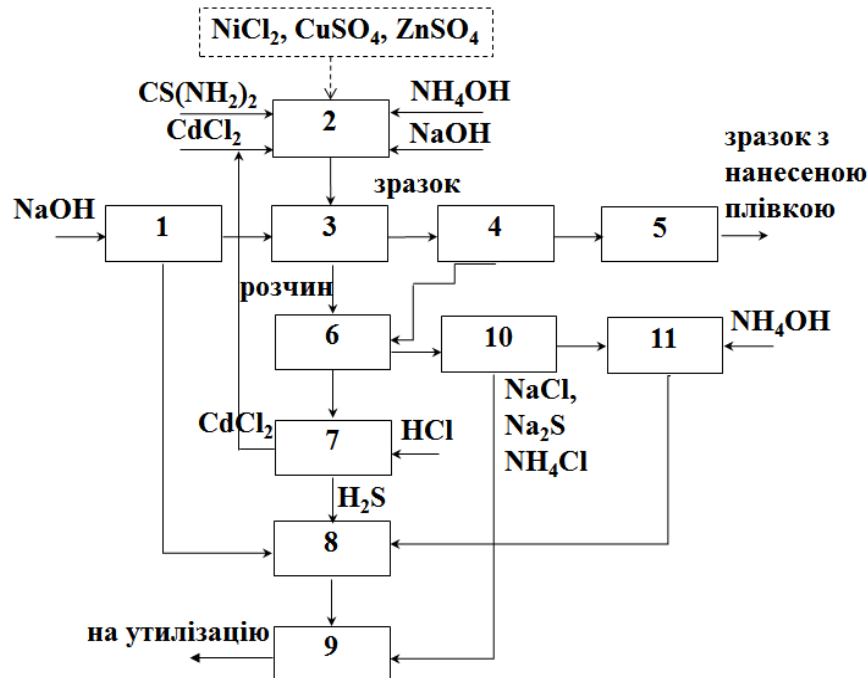 NiCl₂, CuSO₄, ZnSO₄
CS(NH₂)₂
NH₄OH
2
CdCl₂
NaOH
зразок з
нанесеною
плівкою
зразок
NaOH
1
3
4
5
розчин
6
10
11
NH₄OH
NaCl,
Na₂S
NH₄Cl
CdCl₂
7
HCl
H₂S
8
на утилізацію
9